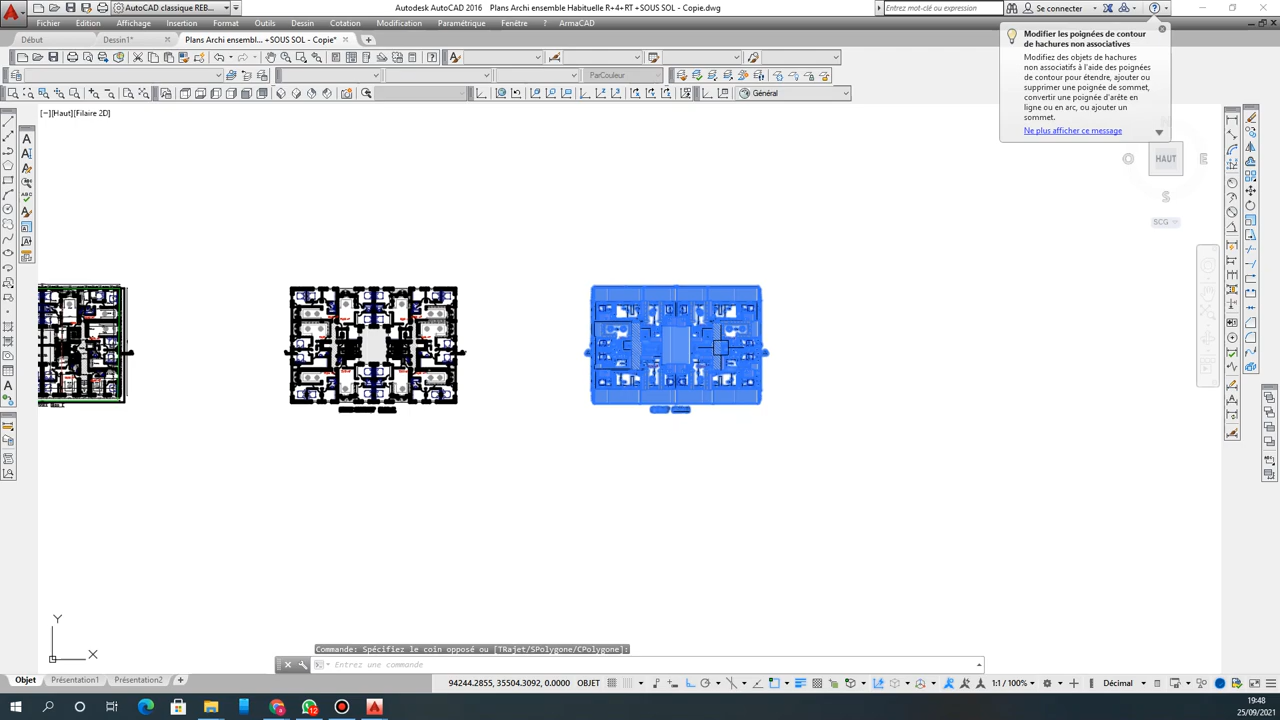 AutoCAD classique REB...
Autodesk AutoCAD 2016 Plans Archi ensemble Habituelle R+4+RT +SOUS SOL - Copie.dwg
Entrez mot-clé ou expression
Se connecter
Fichier Edition Affichage Insertion Format Outils Dessin Cotation Modification Paramétrique Fenêtre ? ArmaCAD
Début Dessin1* Plans Archi ensembl... +SOUS SOL - Copie*
ParCouleur
Général
[−][Haut][Filaire 2D]
Modifier les poignées de contour
de hachures non associatives
Modifiez des objets de hachures
non associatifs à l'aide des poignées
de contour pour étendre, ajouter ou
supprimer une poignée de sommet,
convertir une poignée d'arête en
ligne ou en arc, ou ajouter un
sommet.
Ne plus afficher ce message
N
O HAUT E
S
SCG
Y
X
Commande: Spécifiez le coin opposé ou [TRajet/SPolygone/CPolygone]:
Entrez une commande
Objet Présentation1 Présentation2
94244.2855, 35504.3092, 0.0000 OBJET
1:1 / 100%
Décimal
12
19:48
25/09/2021